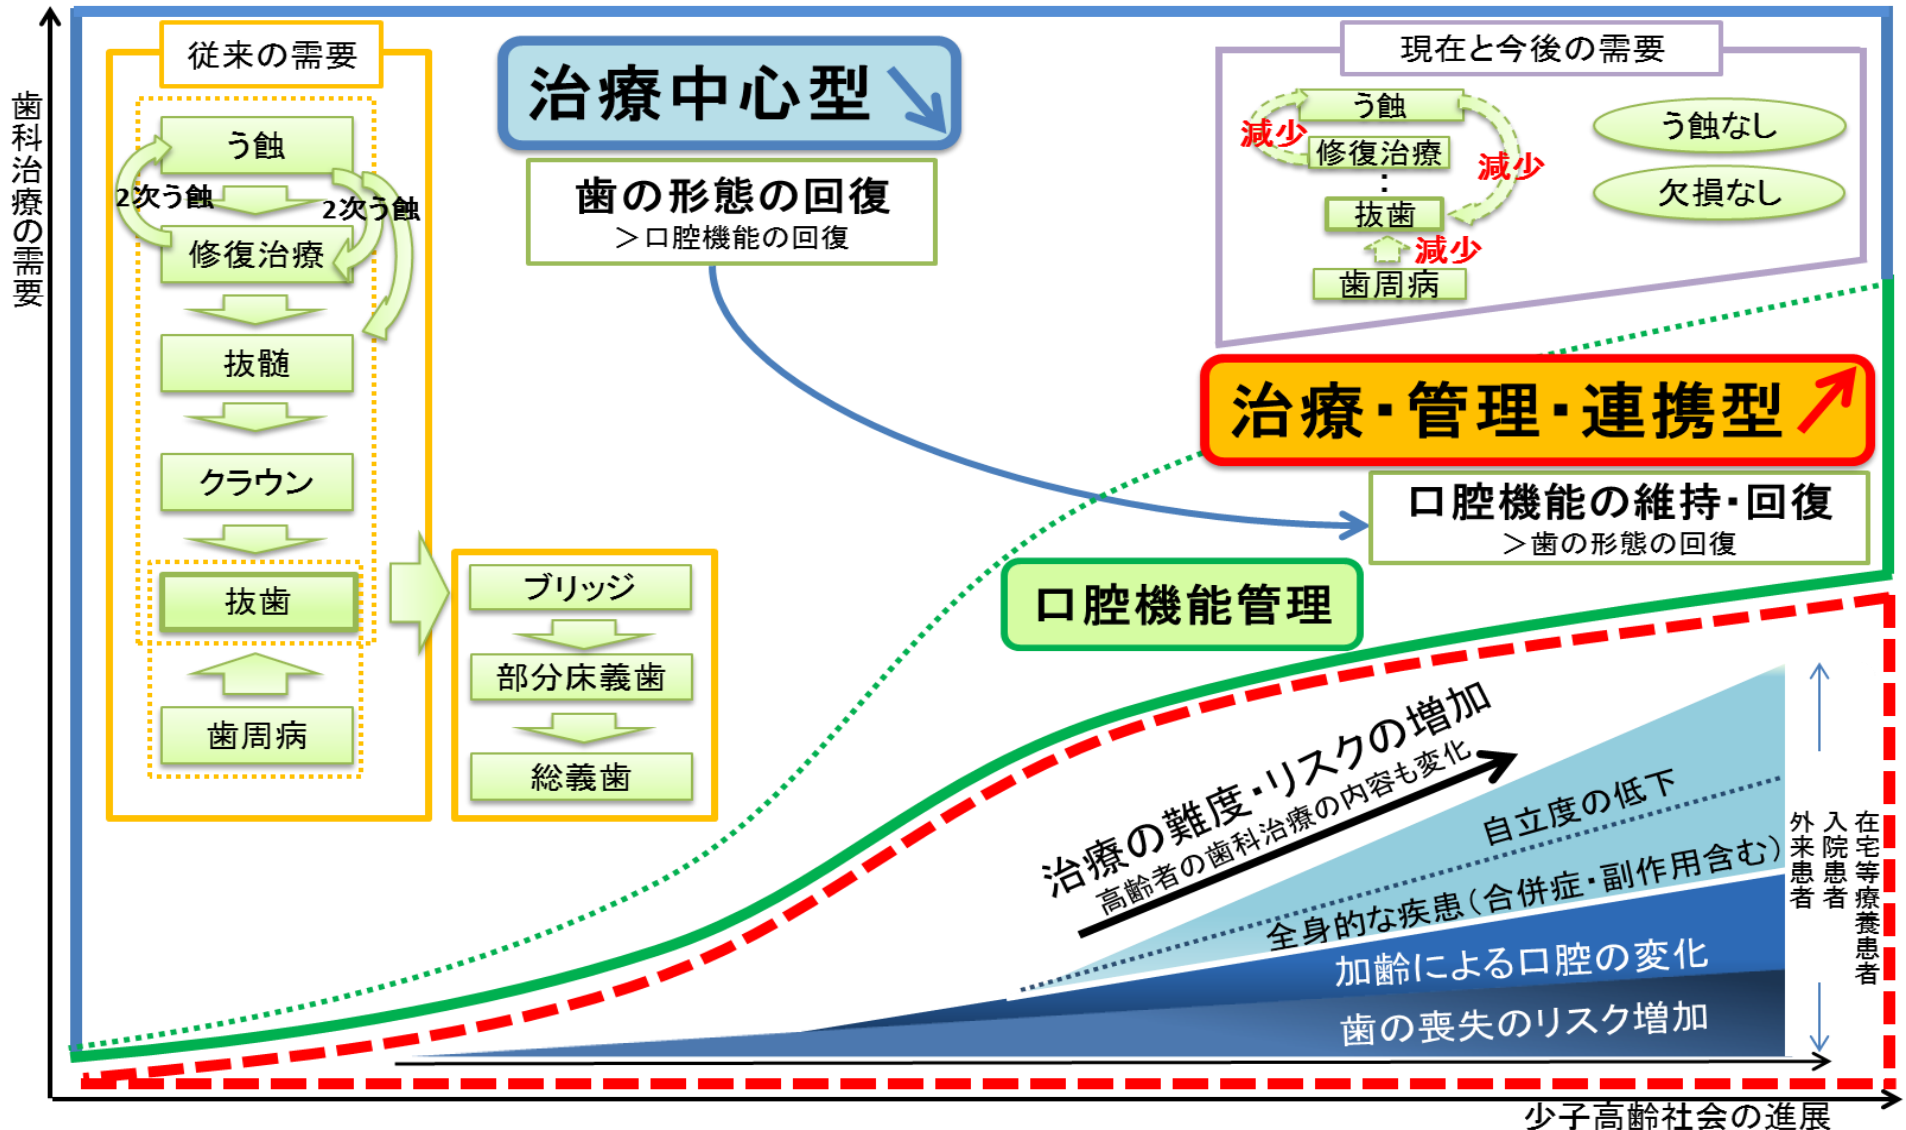 歯科治療の需要
従来の需要
う蝕
2次う蝕
2次う蝕
修復治療
抜髄
クラウン
抜歯
歯周病
ブリッジ
部分床義歯
総義歯
治療中心型
歯の形態の回復
＞口腔機能の回復
現在と今後の需要
う蝕
減少
修復治療
減少
：
抜歯
減少
歯周病
う蝕なし
欠損なし
治療・管理・連携型
口腔機能の維持・回復
＞歯の形態の回復
口腔機能管理
治療の難度・リスクの増加
高齢者の歯科治療の内容も変化
自立度の低下
全身的な疾患（合併症・副作用含む）
加齢による口腔の変化
歯の喪失のリスク増加
在宅等療養患者
入院患者
外来患者
少子高齢社会の進展